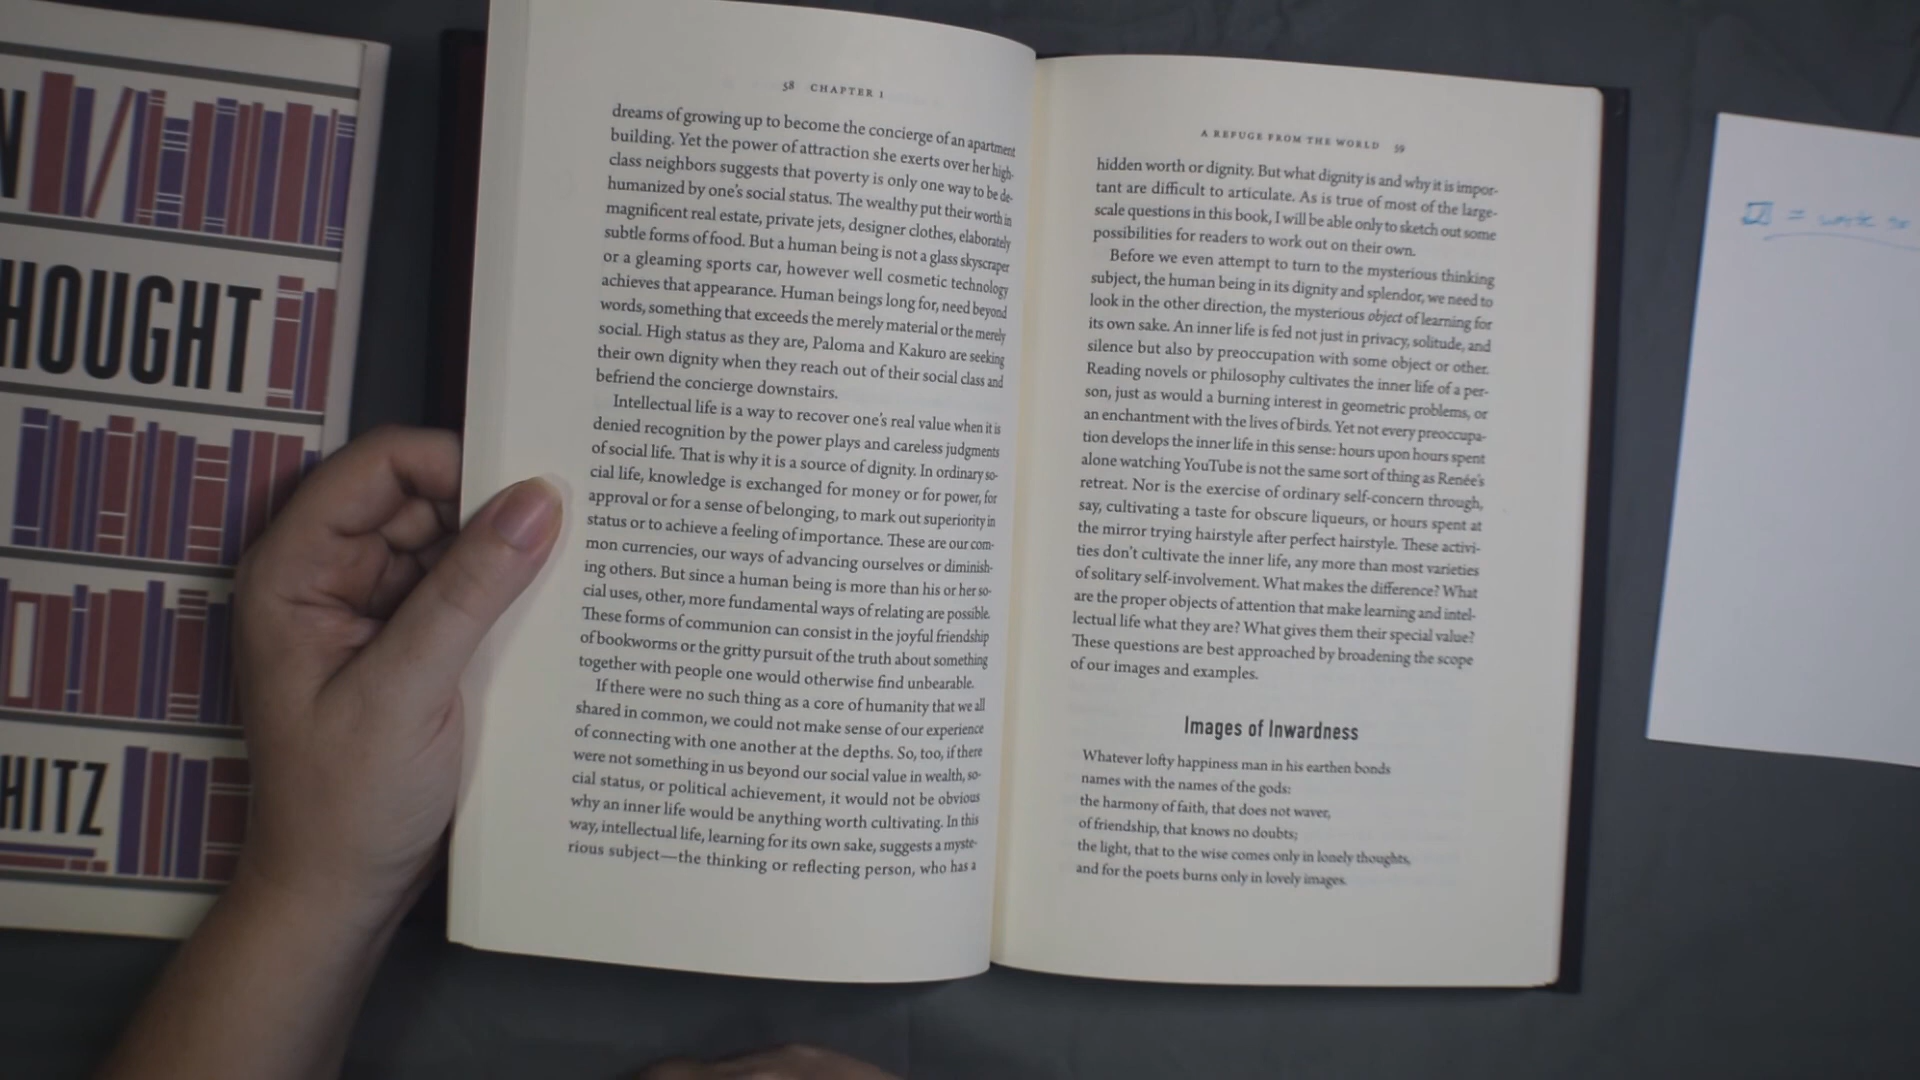 N
HOUGHT
HITZ
58 CHAPTER 1
dreams of growing up to become the concierge of an apartment
building. Yet the power of attraction she exerts over her high-
class neighbors suggests that poverty is only one way to be de-
humanized by one's social status. The wealthy put their worth in
magnificent real estate, private jets, designer clothes, elaborately
subtle forms of food. But a human being is not a glass skyscraper
or a gleaming sports car, however well cosmetic technology
achieves that appearance. Human beings long for, need beyond
words, something that exceeds the merely material or the merely
social. High status as they are, Paloma and Kakuro are seeking
their own dignity when they reach out of their social class and
befriend the concierge downstairs.
Intellectual life is a way to recover one's real value when it is
denied recognition by the power plays and careless judgments
of social life. That is why it is a source of dignity. In ordinary so-
cial life, knowledge is exchanged for money or for power, for
approval or for a sense of belonging, to mark out superiority in
status or to achieve a feeling of importance. These are our com-
mon currencies, our ways of advancing ourselves or diminish-
ing others. But since a human being is more than his or her so-
cial uses, other, more fundamental ways of relating are possible.
These forms of communion can consist in the joyful friendship
of bookworms or the gritty pursuit of the truth about something
together with people one would otherwise find unbearable.
If there were no such thing as a core of humanity that we all
shared in common, we could not make sense of our experience
of connecting with one another at the depths. So, too, if there
were not something in us beyond our social value in wealth, so-
cial status, or political achievement, it would not be obvious
why an inner life would be anything worth cultivating. In this
way, intellectual life, learning for its own sake, suggests a myste-
rious subject—the thinking or reflecting person, who has a
A REFUGE FROM THE WORLD 59
hidden worth or dignity. But what dignity is and why it is impor-
tant are difficult to articulate. As is true of most of the large-
scale questions in this book, I will be able only to sketch out some
possibilities for readers to work out on their own.
Before we even attempt to turn to the mysterious thinking
subject, the human being in its dignity and splendor, we need to
look in the other direction, the mysterious object of learning for
its own sake. An inner life is fed not just in privacy, solitude, and
silence but also by preoccupation with some object or other.
Reading novels or philosophy cultivates the inner life of a per-
son, just as would a burning interest in geometric problems, or
an enchantment with the lives of birds. Yet not every preoccupa-
tion develops the inner life in this sense: hours upon hours spent
alone watching YouTube is not the same sort of thing as Renée's
retreat. Nor is the exercise of ordinary self-concern through,
say, cultivating a taste for obscure liqueurs, or hours spent at
the mirror trying hairstyle after perfect hairstyle. These activi-
ties don't cultivate the inner life, any more than most varieties
of solitary self-involvement. What makes the difference? What
are the proper objects of attention that make learning and intel-
lectual life what they are? What gives them their special value?
These questions are best approached by broadening the scope
of our images and examples.
Images of Inwardness
Whatever lofty happiness man in his earthen bonds
names with the names of the gods:
the harmony of faith, that does not waver,
of friendship, that knows no doubts;
the light, that to the wise comes only in lonely thoughts,
and for the poets burns only in lovely images.